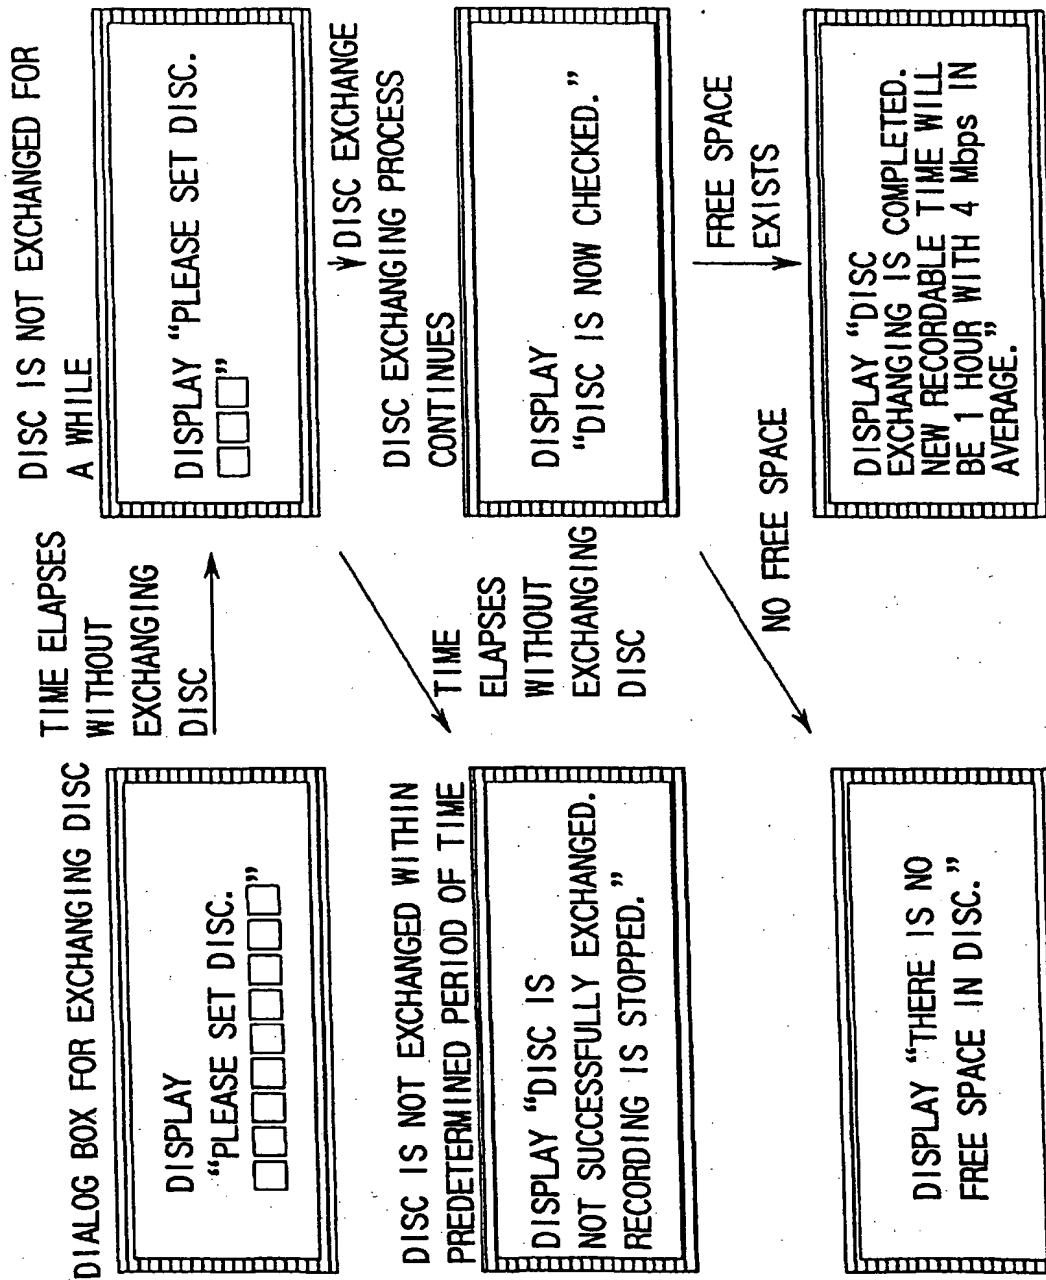 DIALOG BOX FOR EXCHANGING DISC
DISPLAY
“PLEASE SET DISC.
”
TIME ELAPSES
WITHOUT
EXCHANGING
DISC
DISC IS NOT EXCHANGED FOR
A WHILE
DISPLAY “PLEASE SET DISC.
”
DISC EXCHANGE
DISC IS NOT EXCHANGED WITHIN
PREDETERMINED PERIOD OF TIME
DISPLAY “DISC IS
NOT SUCCESSFULLY EXCHANGED.
RECORDING IS STOPPED.”
TIME
ELAPSES
WITHOUT
EXCHANGING
DISC
DISC EXCHANGING PROCESS
CONTINUES
DISPLAY
“DISC IS NOW CHECKED.”
NO FREE SPACE
FREE SPACE
EXISTS
DISPLAY “THERE IS NO
FREE SPACE IN DISC.”
DISPLAY “DISC
EXCHANGING IS COMPLETED.
NEW RECORDABLE TIME WILL
BE 1 HOUR WITH 4 Mbps IN
AVERAGE.”